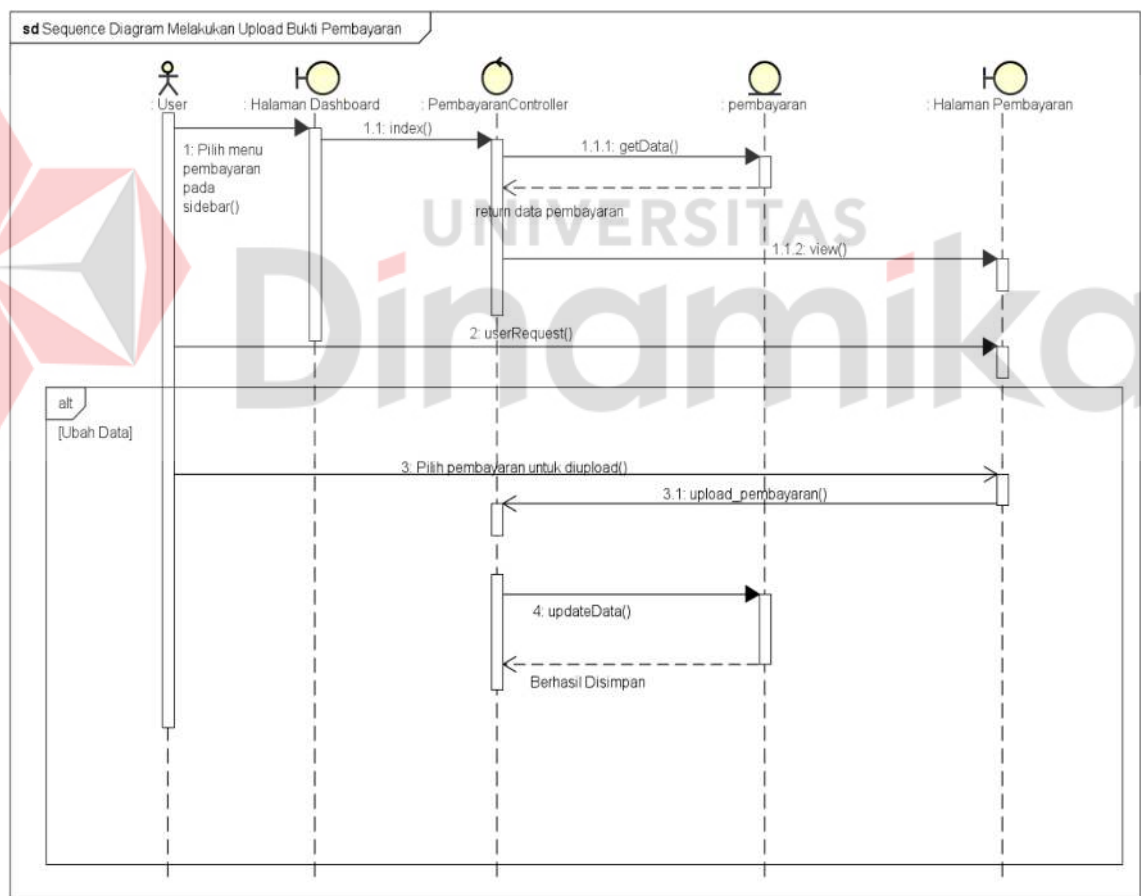 sd Sequence Diagram Melakukan Upload Bukti Pembayaran
: User
: Halaman Dashboard
: PembayaranController
: pembayaran
: Halaman Pembayaran
1: Pilih menu
pembayaran
pada
sidebar()
1.1: index()
1.1.1: getData()
return data pembayaran
UNIVERSITAS
Dinamika
1.1.2: view()
2: userRequest()
alt
[Ubah Data]
3: Pilih pembayaran untuk diupload()
3.1: upload_pembayaran()
4: updateData()
Berhasil Disimpan